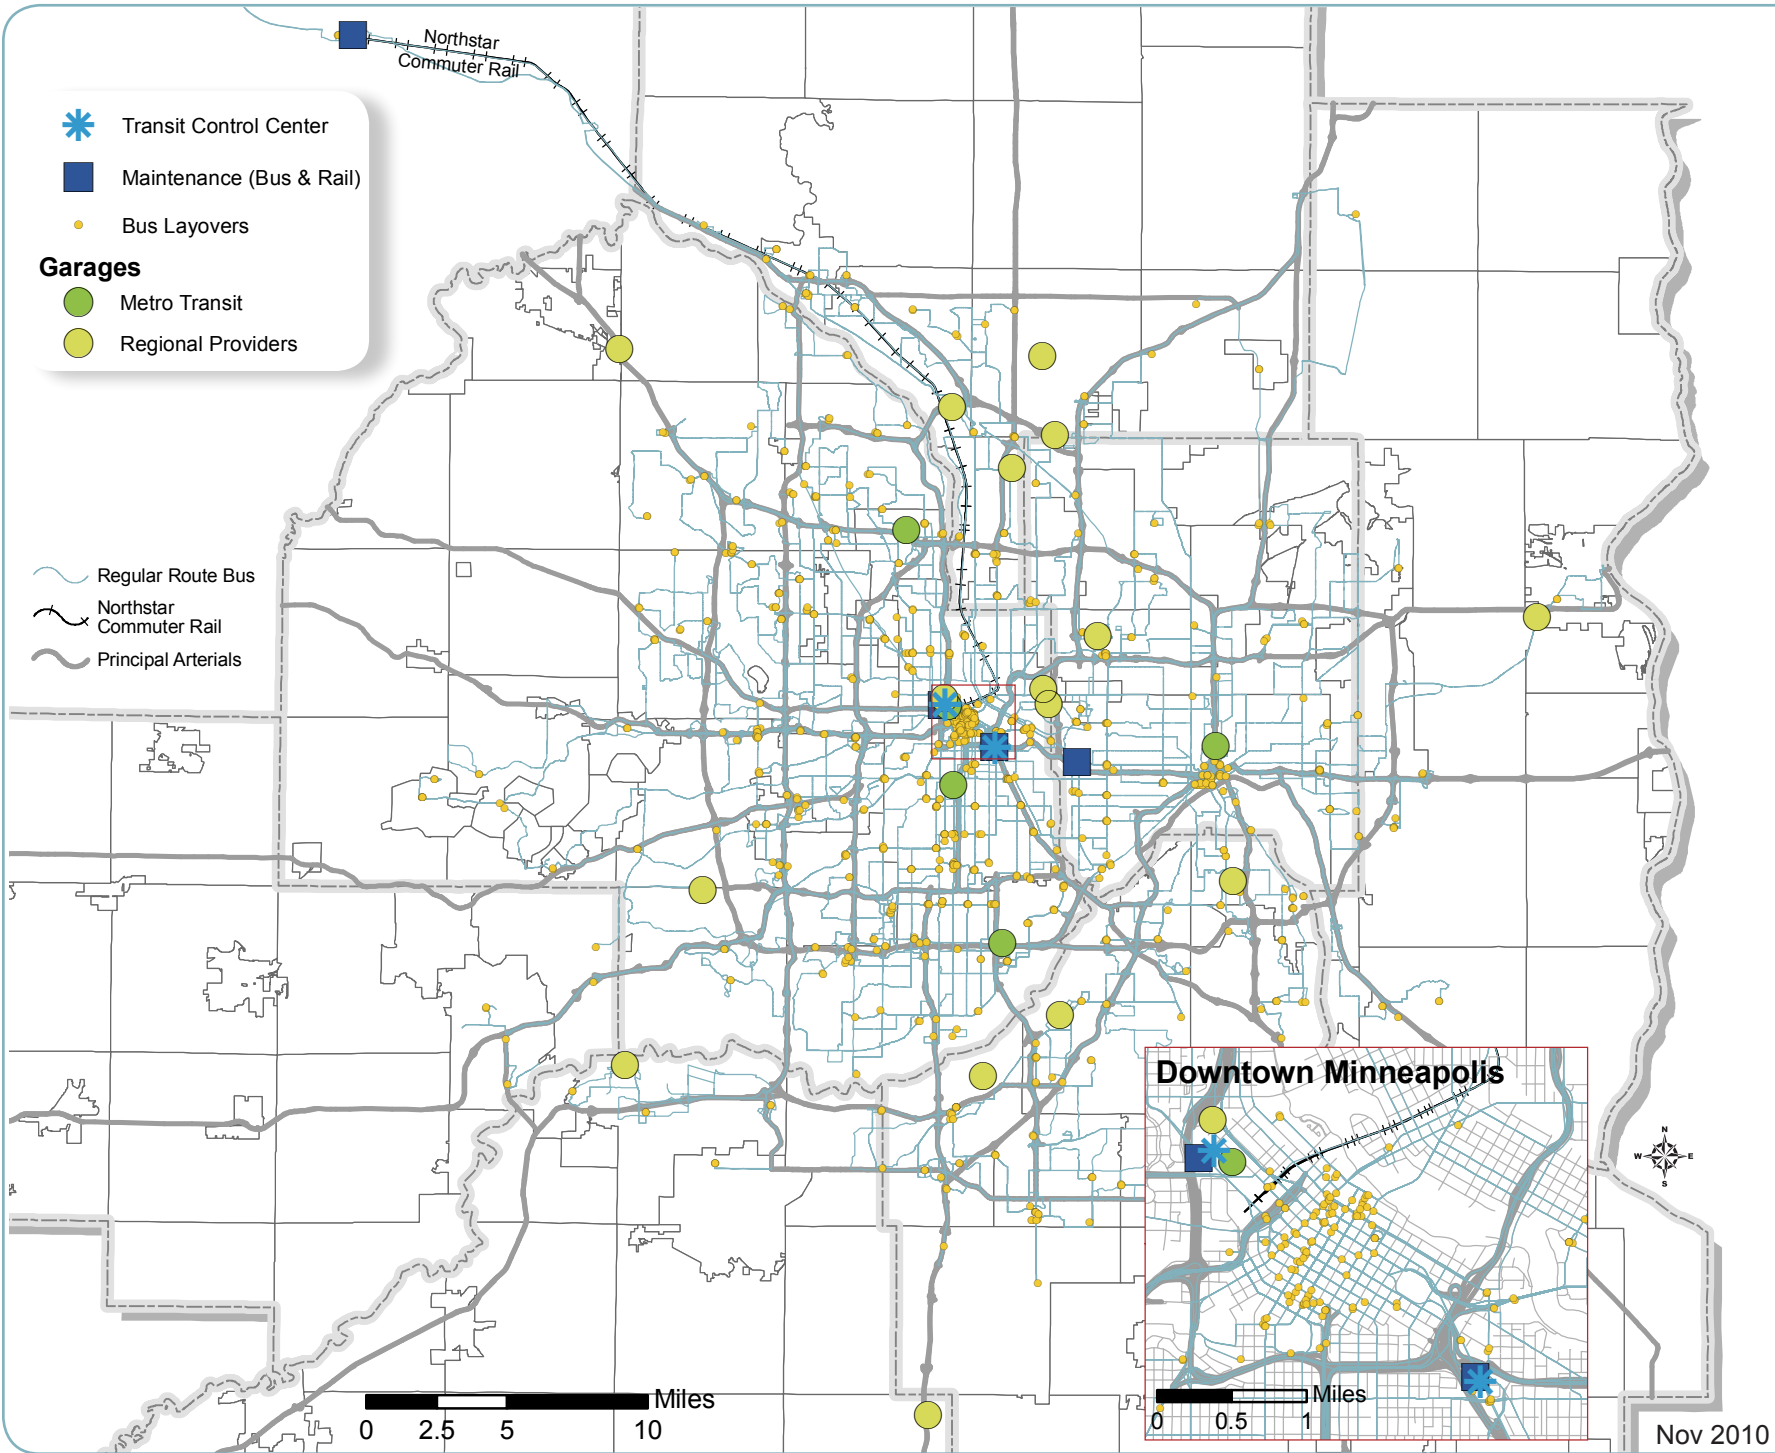 Northstar
Commuter Rail
Transit Control Center
Maintenance (Bus & Rail)
Bus Layovers
Garages
Metro Transit
Regional Providers
Regular Route Bus
Northstar
Commuter Rail
Principal Arterials
Downtown Minneapolis
N
W E
S
Miles
0 2.5 5 10
Miles
0 0.5 1
Nov 2010